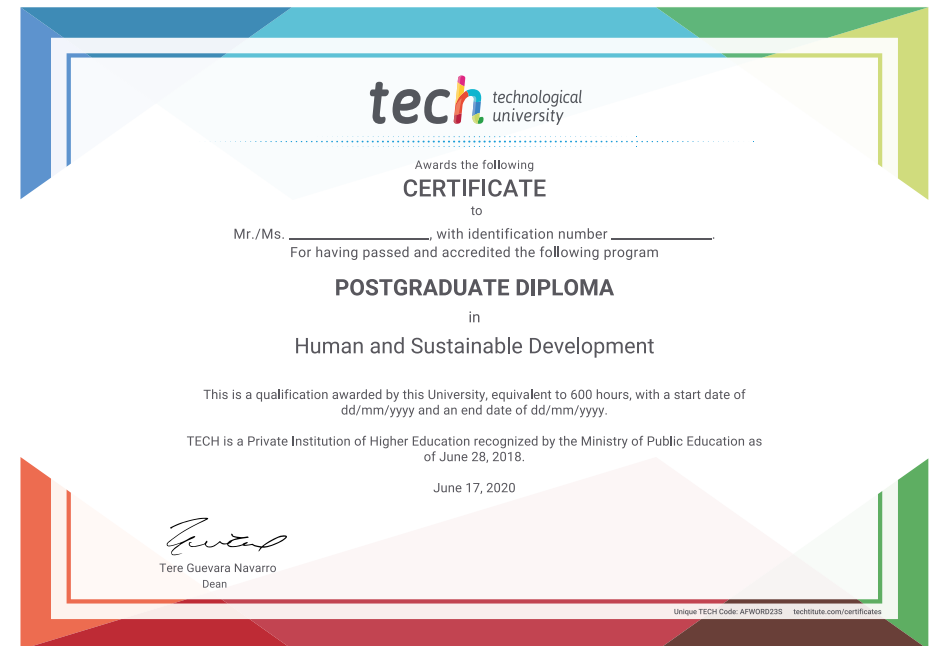 tech technological
university
Awards the following
CERTIFICATE
to
Mr./Ms. ____________________, with identification number ______________.
For having passed and accredited the following program
POSTGRADUATE DIPLOMA
in
Human and Sustainable Development
This is a qualification awarded by this University, equivalent to 600 hours, with a start date of
dd/mm/yyyy and an end date of dd/mm/yyyy.
TECH is a Private Institution of Higher Education recognized by the Ministry of Public Education as
of June 28, 2018.
June 17, 2020
Tere Guevara Navarro
Dean
Unique TECH Code: AFWORD23S techtitute.com/certificates